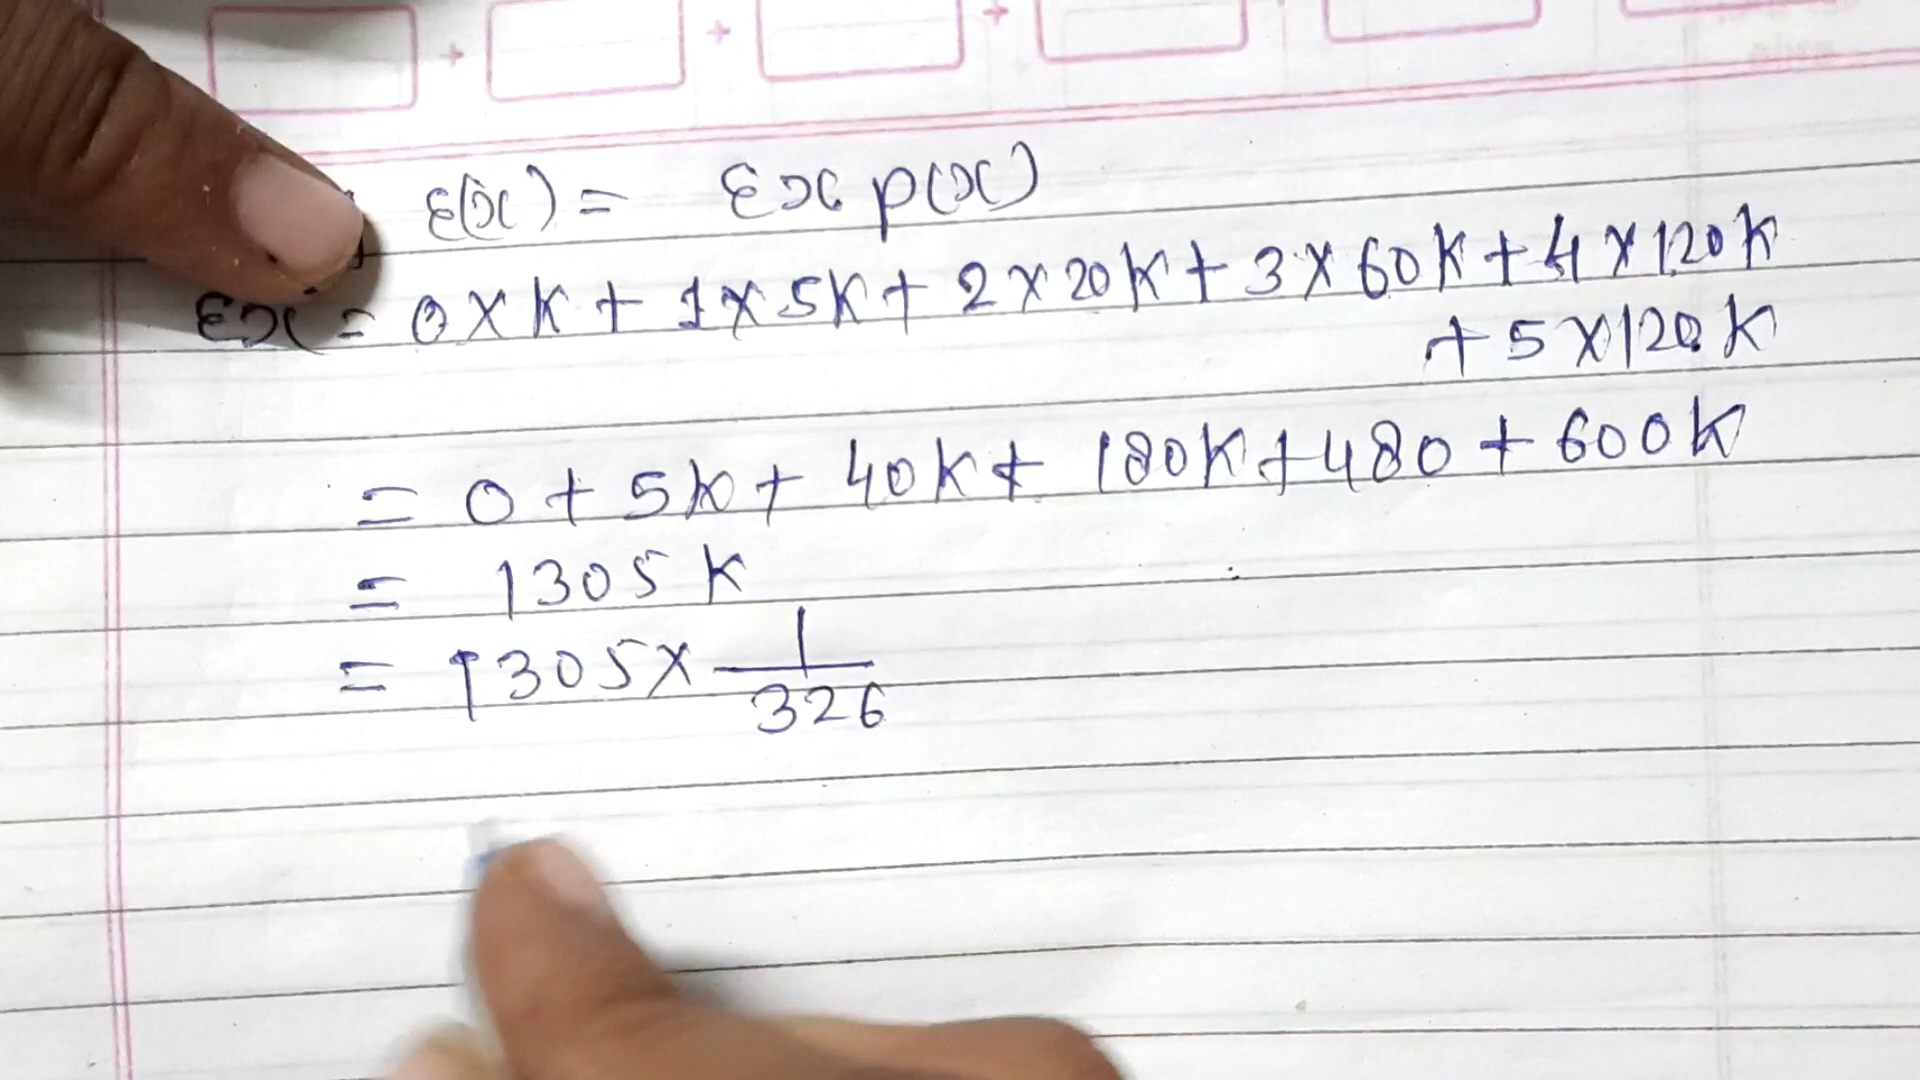 E(x) = Σx p(x)
Σx = 0 × k + 1 × 5k + 2 × 20k + 3 × 60k + 4 × 120k
+ 5 × 120k
= 0 + 5k + 40k + 180k + 480 + 600k
= 1305 k
= 1305 × 1/326